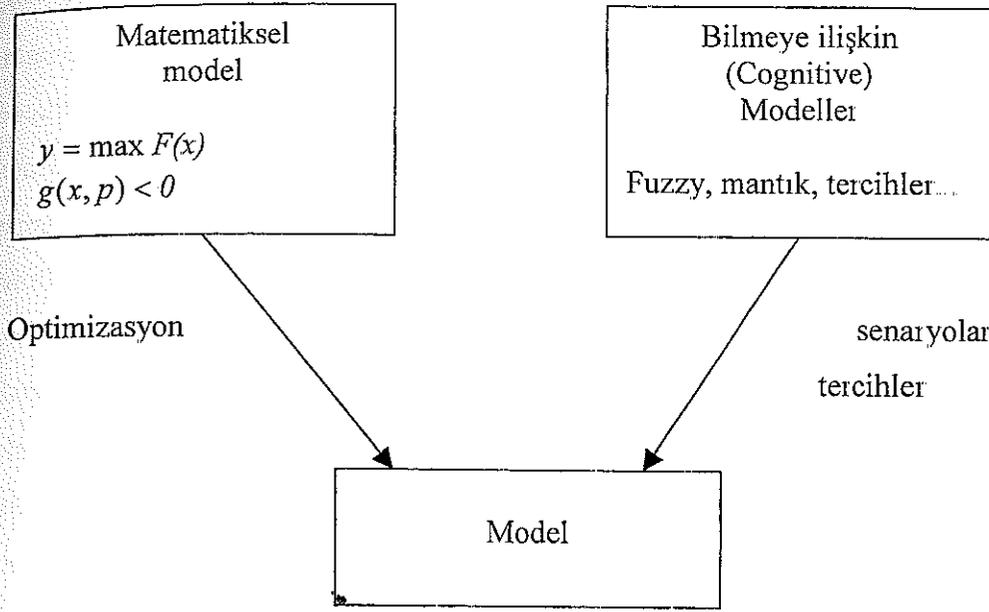 Matematiksel
model
y = max F(x)
g(x, p) < 0
Bilmeye ilişkin
(Cognitive)
Modeller
Fuzzy, mantık, tercihler...
Optimizasyon
senaryolar
tercihler
Model